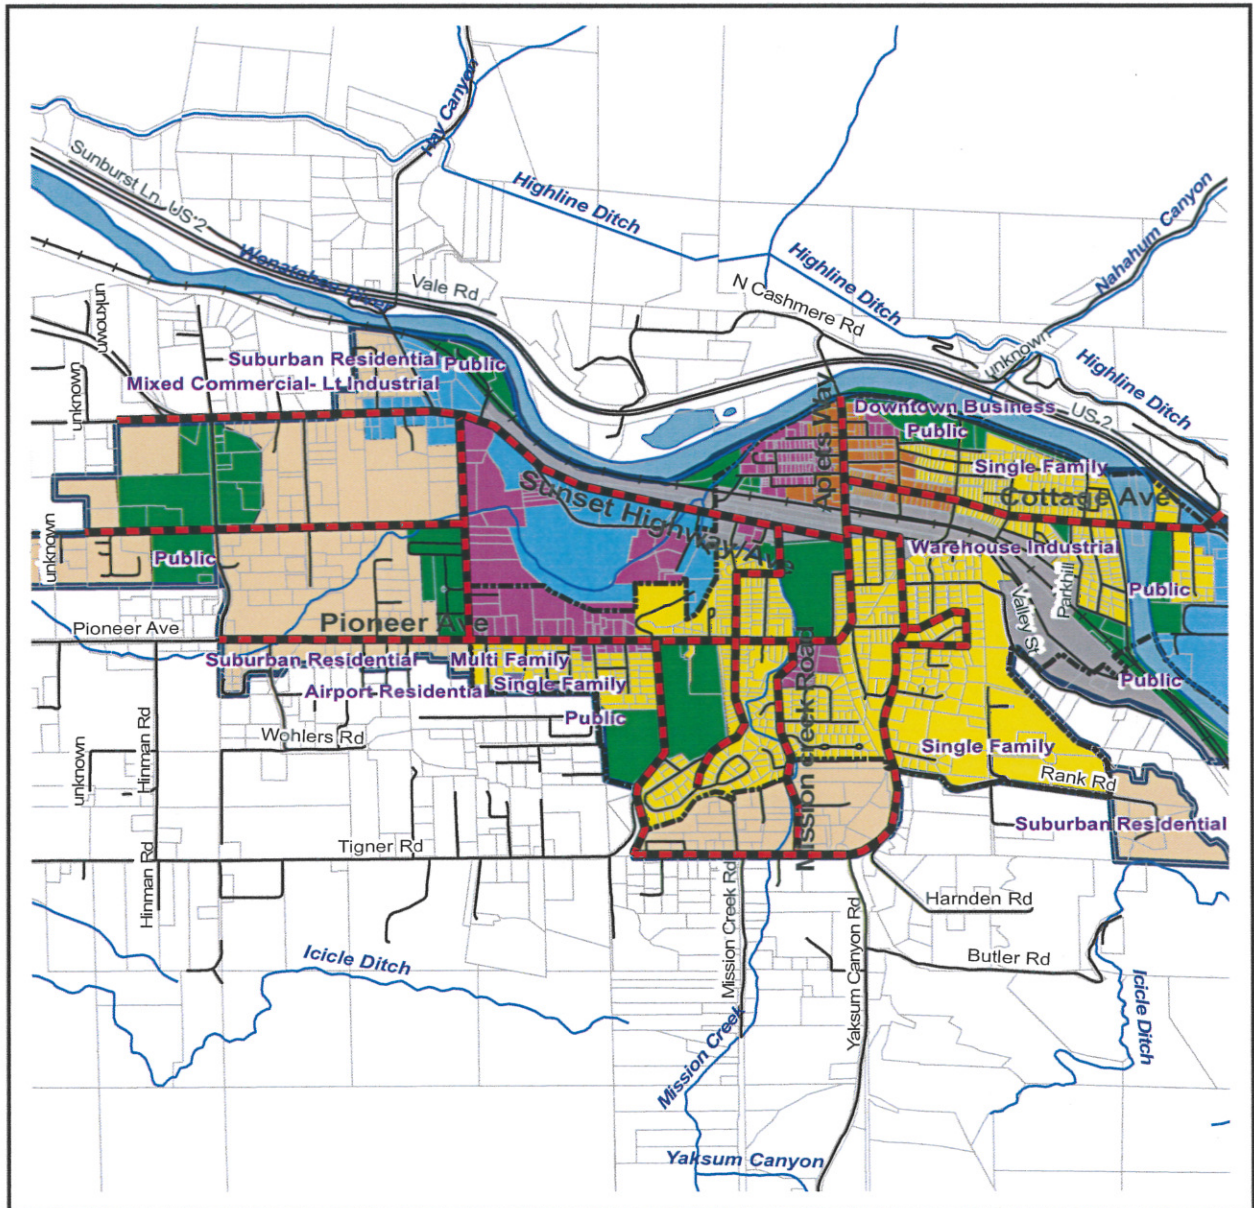 Hay Canyon
Sunburst Ln
US 2
Highline Ditch
Nahahum Canyon
Wenatchee River
Vale Rd
Highline Ditch
N Cashmere Rd
unknown
unknown
Highline Ditch
Suburban Residential
Public
Mixed Commercial- Lt Industrial
unknown
Aplets Way
Downtown Business
US 2
Public
Single Family
Sunset Highway
Cottage Ave
unknown
Public
Warehouse Industrial
Public
Parkhill
Valley St
Pioneer Ave
Pioneer Ave
Suburban Residential
Multi Family
Single Family
Airport Residential
Public
Public
Mission Creek Road
Hinman Rd
Wohlers Rd
unknown
Single Family
Rank Rd
Suburban Residential
Tigner Rd
Hinman Rd
Mission Creek Rd
Yaksum Canyon Rd
Harnden Rd
Butler Rd
Icicle Ditch
Icicle Ditch
Mission Creek
Yaksum Canyon